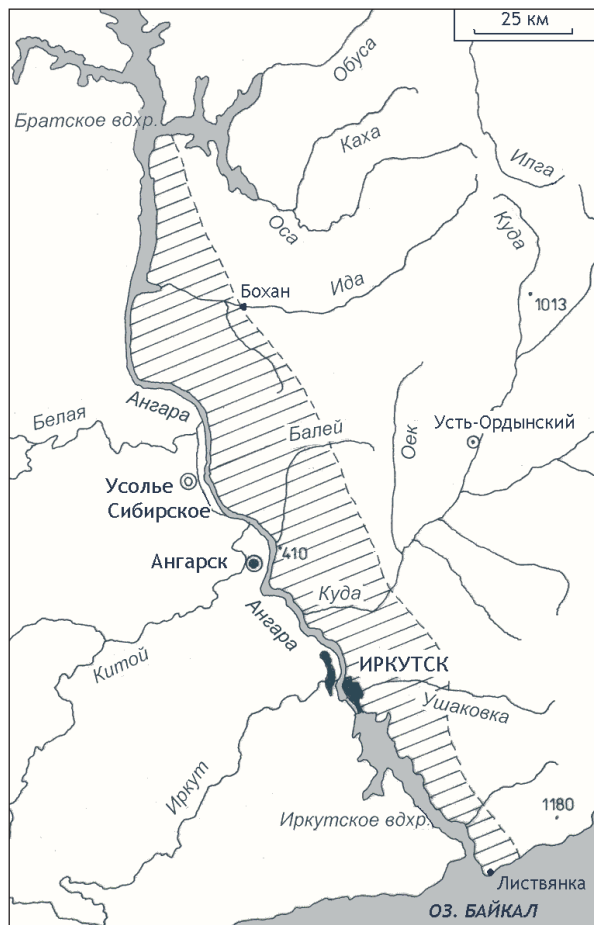 25 км
Обуса
Братское вдхр.
Каха
Илга
Оса
Куда
Ида
Бохан
1013
Ангара
Белая
Балей
Оек
Усть-Ордынский
Усолье
Сибирское
410
Ангарск
Куда
Ангара
Китой
ИРКУТСК
Ушаковка
Иркут
1180
Иркутское вдхр.
Листвянка
ОЗ. БАЙКАЛ